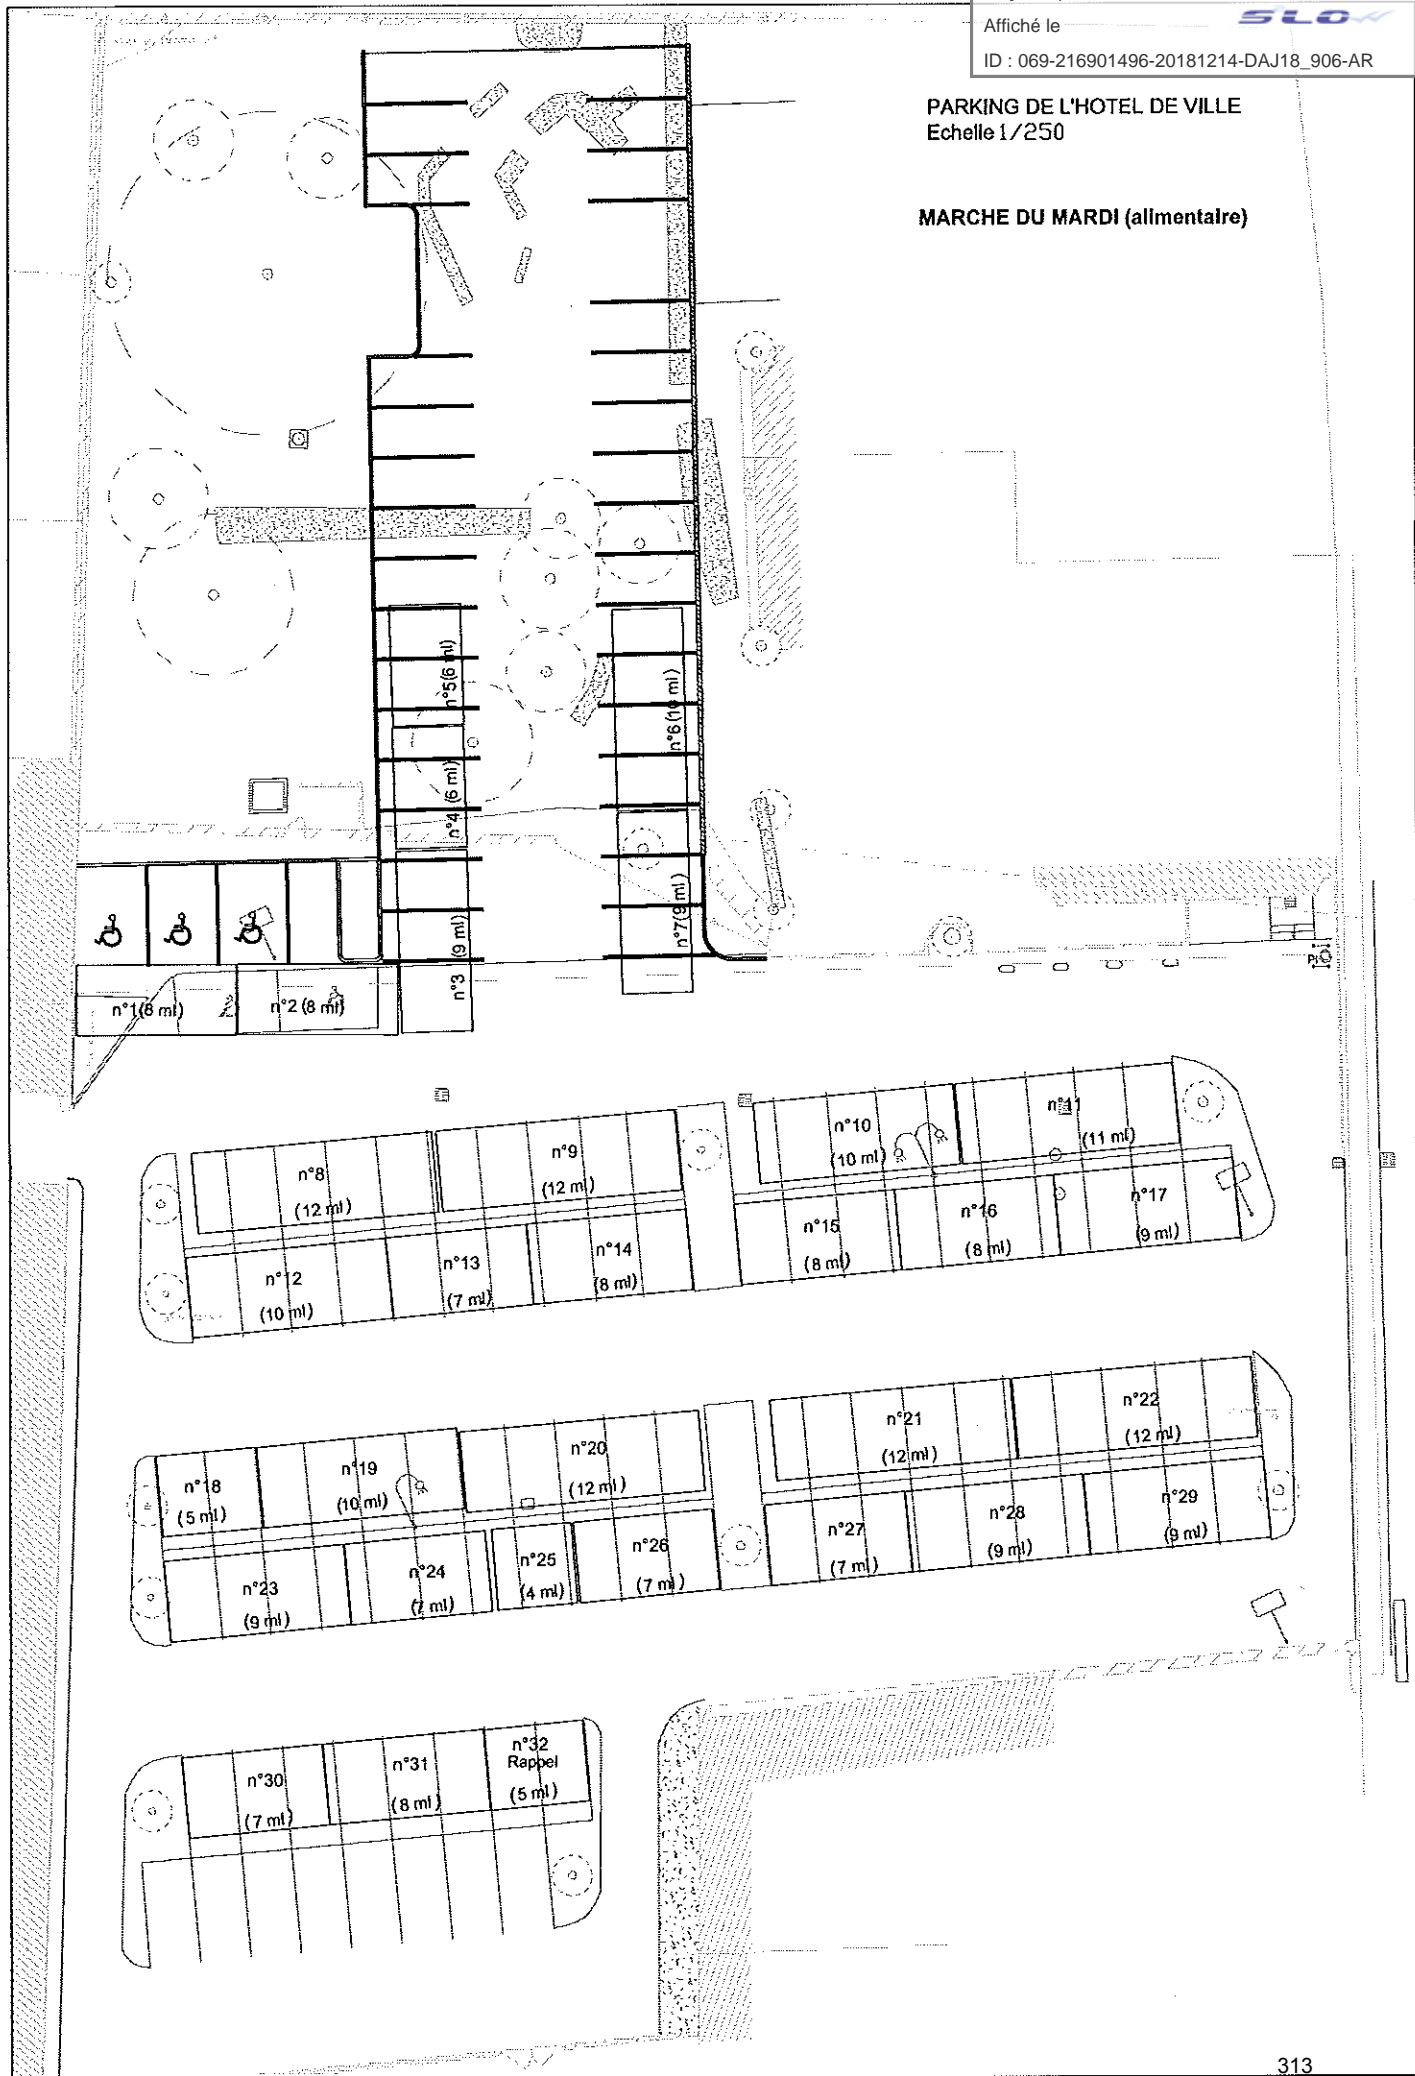 Affiché le
SLOW
ID : 069-216901496-20181214-DAJ18_906-AR
PARKING DE L'HOTEL DE VILLE
Echelle 1/250
MARCHE DU MARDI (alimentaire)
n°5(6 ml)
n°6(10 ml)
n°4 (6 ml)
n°7(9 ml)
n°3 (9 ml)
n°1(8 ml)
n°2 (8 ml)
PI
n°8
(12 ml)
n°9
(12 ml)
n°10
(10 ml)
n°11
(11 ml)
n°12
(10 ml)
n°13
(7 ml)
n°14
(8 ml)
n°15
(8 ml)
n°16
(8 ml)
n°17
(9 ml)
n°18
(5 ml)
n°19
(10 ml)
n°20
(12 ml)
n°21
(12 ml)
n°22
(12 ml)
n°23
(9 ml)
n°24
(7 ml)
n°25
(4 ml)
n°26
(7 ml)
n°27
(7 ml)
n°28
(9 ml)
n°29
(9 ml)
n°30
(7 ml)
n°31
(8 ml)
n°32
Rappel
(5 ml)
313